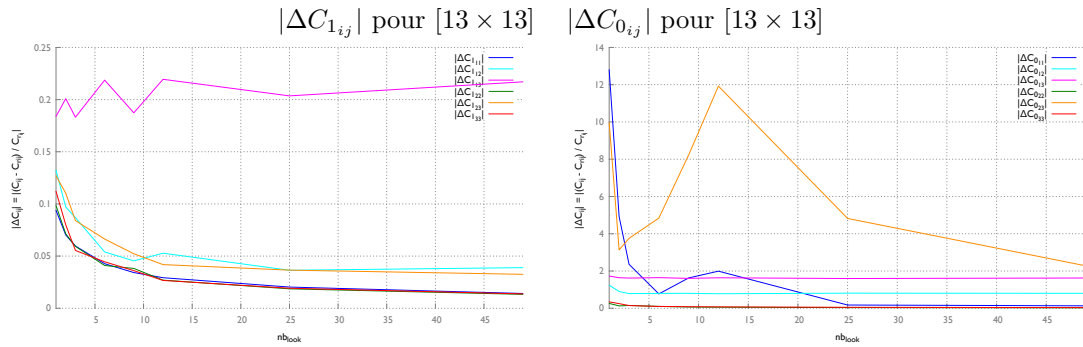 |ΔC₁ᵢⱼ| pour [13 × 13]
|ΔC₀ᵢⱼ| pour [13 × 13]
0.25
0.2
0.15
0.1
0.05
0
|ΔCᵢⱼ| = |(Cᵢⱼ - Cᵣᵢⱼ) / Cᵣᵢⱼ|
|ΔC₁₁₁|
|ΔC₁₁₂|
|ΔC₁₁₃|
|ΔC₁₂₂|
|ΔC₁₂₃|
|ΔC₁₃₃|
5 10 15 20 25 30 35 40 45
nb_look
14
12
10
8
6
4
2
0
|ΔCᵢⱼ| = |(Cᵢⱼ - Cᵣᵢⱼ) / Cᵣᵢⱼ|
|ΔC₀₁₁|
|ΔC₀₁₂|
|ΔC₀₁₃|
|ΔC₀₂₂|
|ΔC₀₂₃|
|ΔC₀₃₃|
5 10 15 20 25 30 35 40 45
nb_look